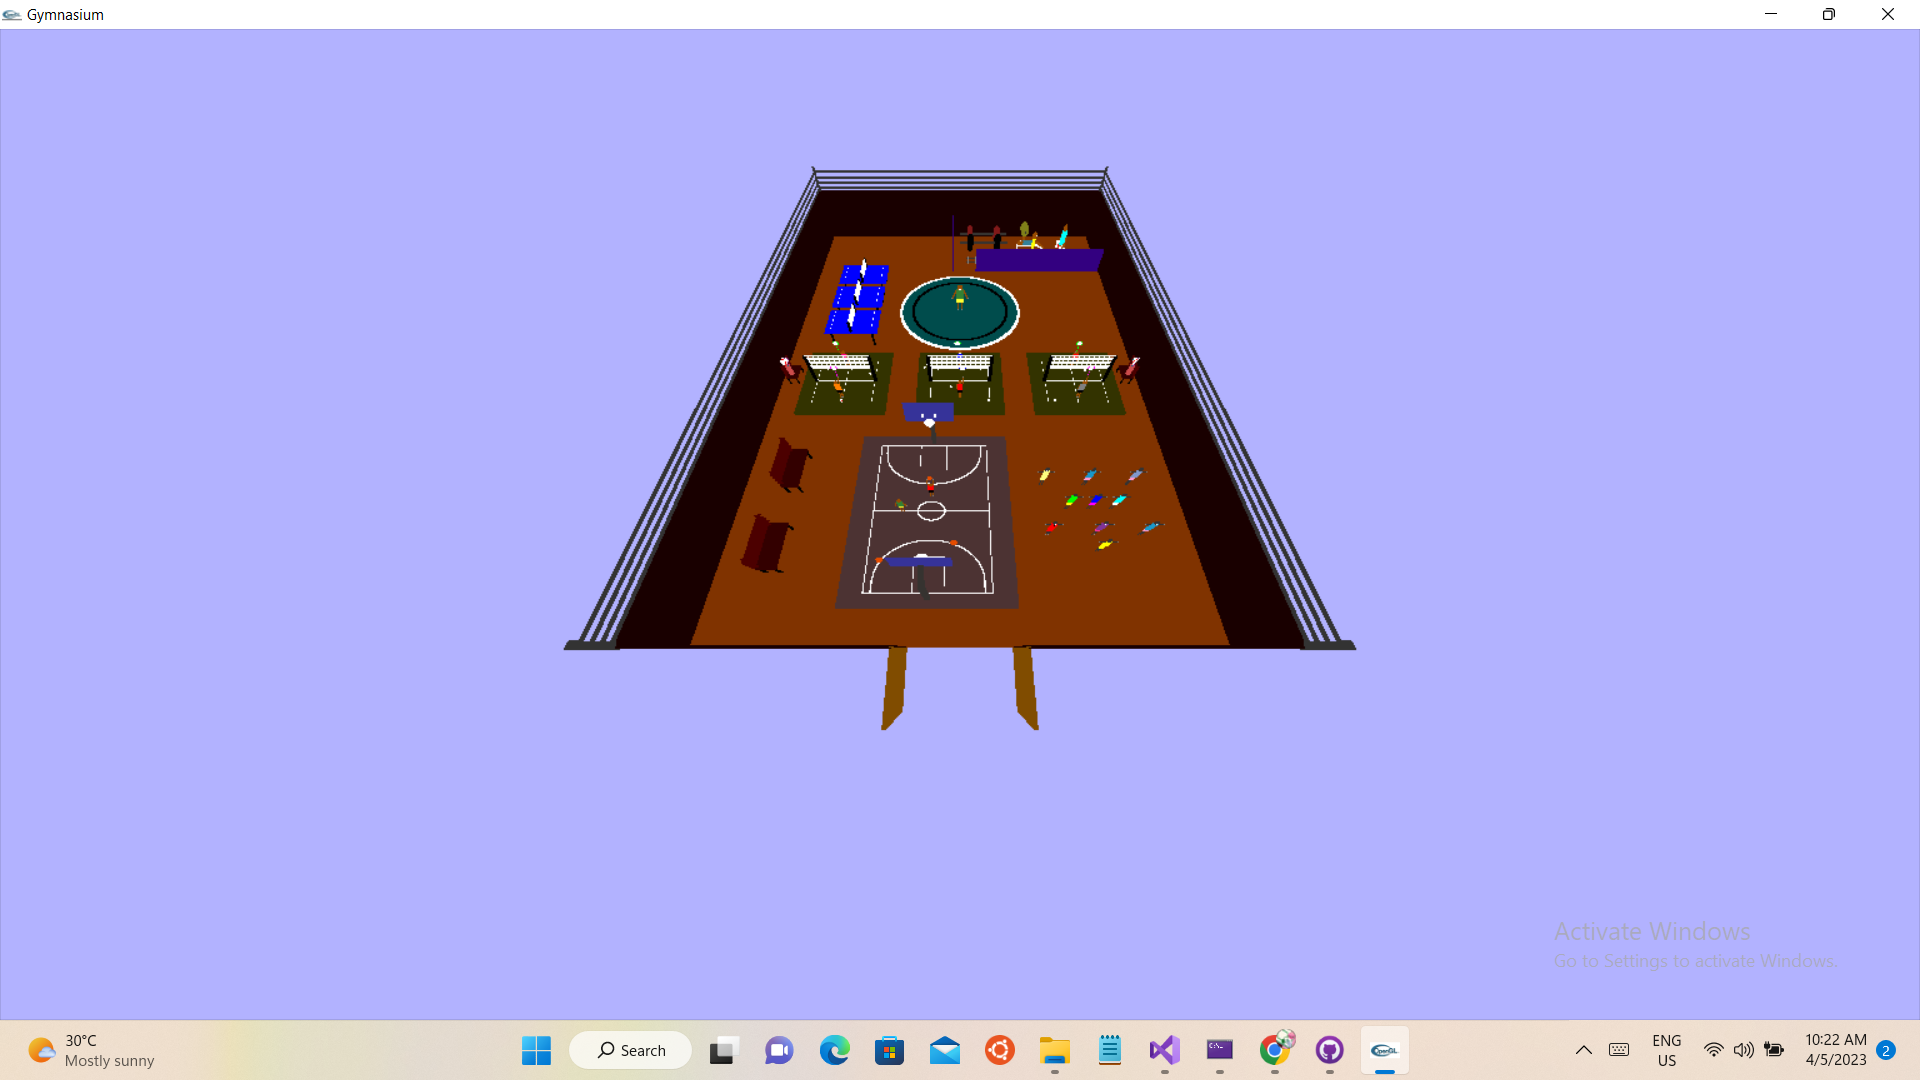 Gymnasium
Activate Windows
Go to Settings to activate Windows.
30°C
Mostly sunny
Search
OpenGL
ENG
US
10:22 AM
4/5/2023
2